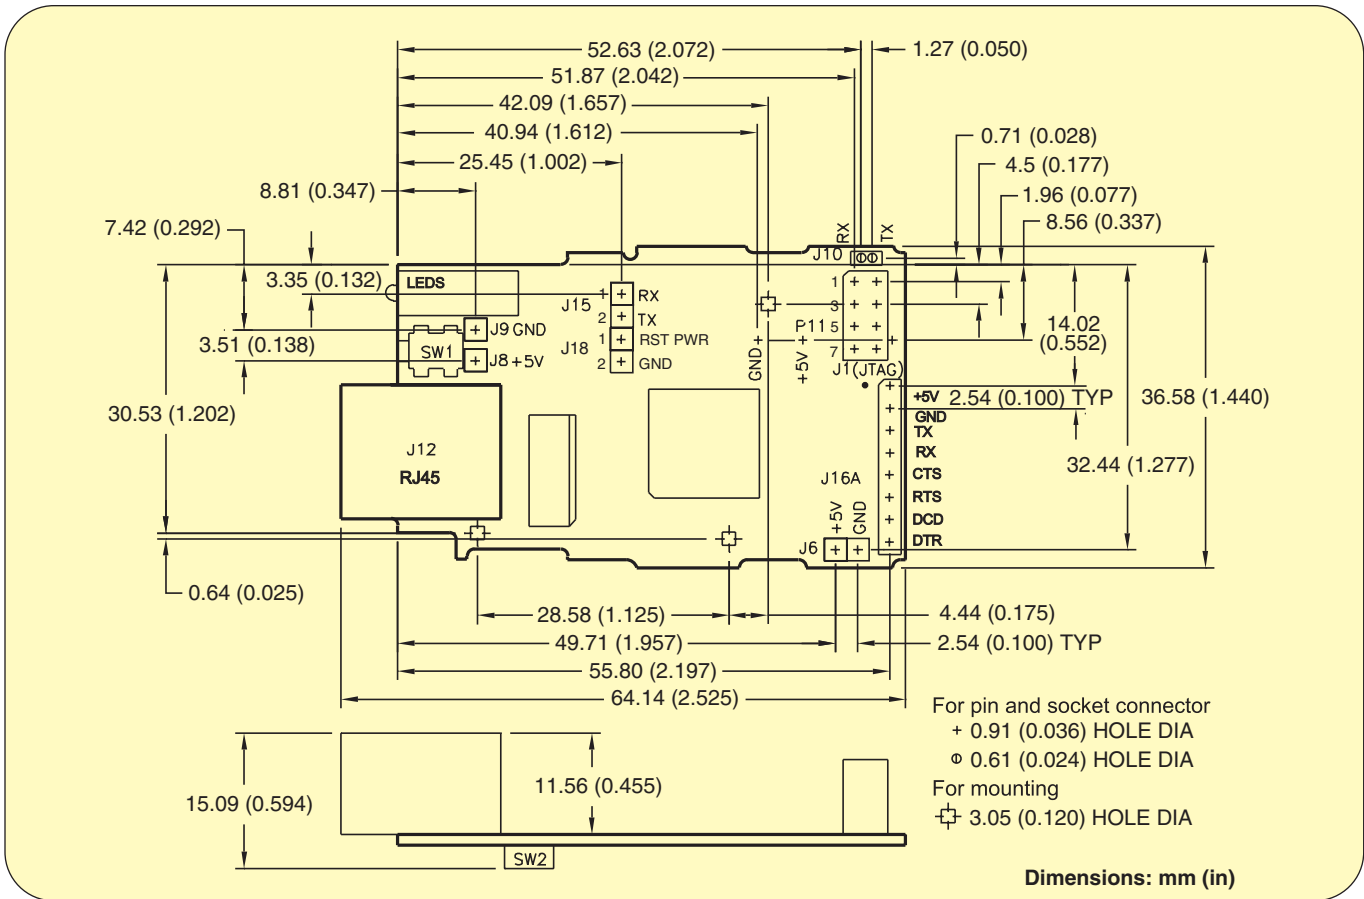 52.63 (2.072)
1.27 (0.050)
51.87 (2.042)
42.09 (1.657)
40.94 (1.612)
0.71 (0.028)
25.45 (1.002)
4.5 (0.177)
8.81 (0.347)
1.96 (0.077)
7.42 (0.292)
8.56 (0.337)
RX
TX
J10
3.35 (0.132)
LEDS
1
J15
1
RX
2
TX
3
J9 GND
P11
5
14.02
(0.552)
3.51 (0.138)
SW1
J18
1
RST PWR
7
J8 +5V
2
GND
GND
+5V
J1(JTAG)
30.53 (1.202)
+5V
2.54 (0.100) TYP
36.58 (1.440)
GND
TX
J12
RX
32.44 (1.277)
RJ45
J16A
CTS
RTS
+5V
GND
DCD
J6
DTR
0.64 (0.025)
28.58 (1.125)
4.44 (0.175)
49.71 (1.957)
2.54 (0.100) TYP
55.80 (2.197)
64.14 (2.525)
For pin and socket connector
+ 0.91 (0.036) HOLE DIA
0.61 (0.024) HOLE DIA
For mounting
3.05 (0.120) HOLE DIA
15.09 (0.594)
11.56 (0.455)
SW2
Dimensions: mm (in)